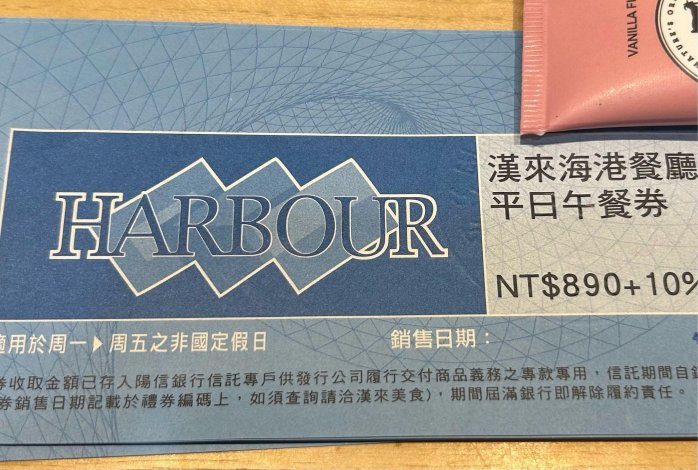 VANILLA F
NATURE.
HARBOUR
漢來海港餐廳
平日午餐券
NT$890+10%
適用於周一▶周五之非國定假日
銷售日期：
券收取金額已存入陽信銀行信託專戶供發行公司履行交付商品義務之專款專用，信託期間自銷
券銷售日期記載於禮券編碼上，如須查詢請洽漢來美食），期間屆滿銀行即解除履約責任。